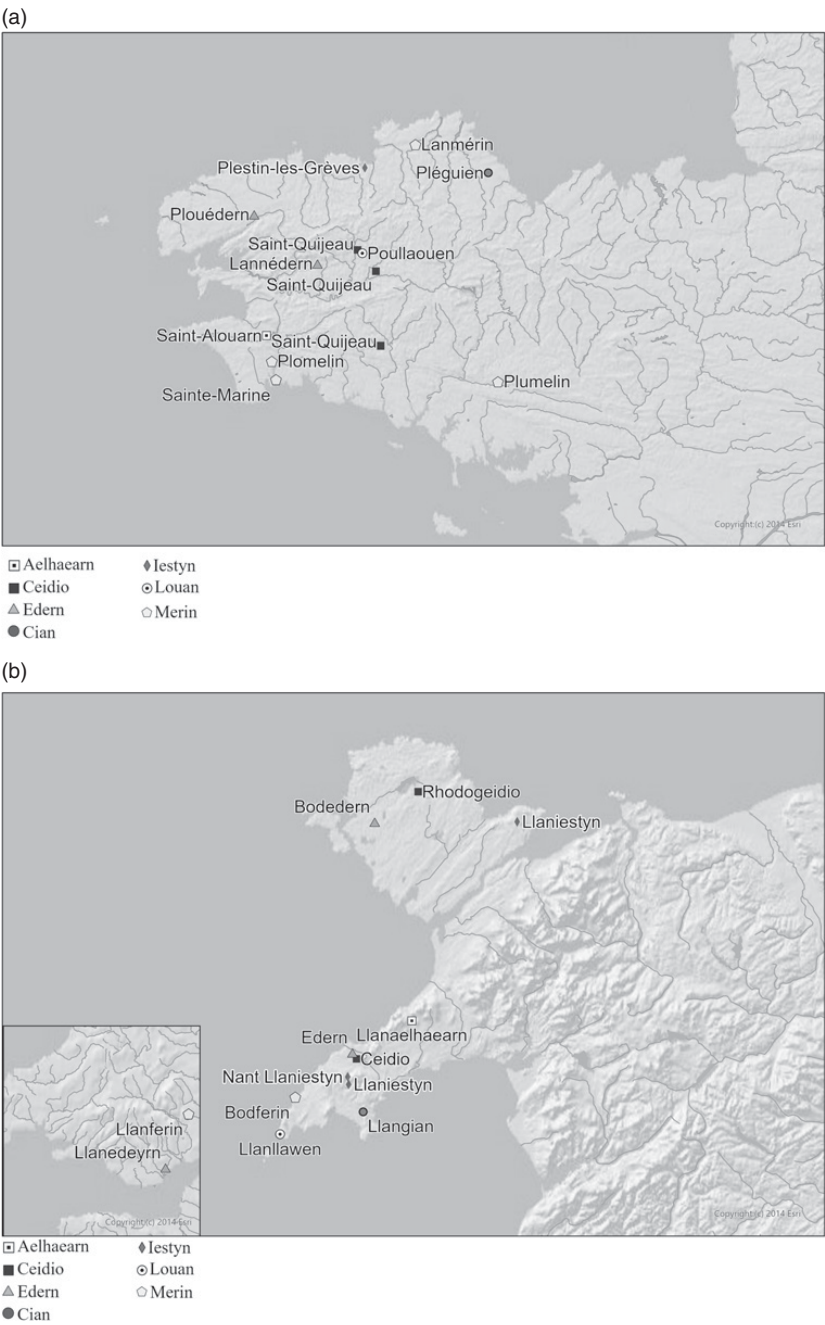 (a)
Lanmérin
Plestin-les-Grèves
Pléguien
Plouédern
Saint-Quijeau
Poullaouen
Lannédern
Saint-Quijeau
Saint-Alouarn
Saint-Quijeau
Plomelin
Plumelin
Sainte-Marine
Copyright:(c) 2014 Esri
Aelhaearn
Iestyn
Ceidio
Louan
Edern
Merin
Cian
(b)
Rhodogeidio
Bodedern
Llaniestyn
Edern
Llanaelhaearn
Ceidio
Nant Llaniestyn
Llaniestyn
Bodferin
Llangian
Llanllawen
Llanferin
Llanedeyrn
Copyright:(c) 2014 Esri
Copyright:(c) 2014 Esri
Aelhaearn
Iestyn
Ceidio
Louan
Edern
Merin
Cian